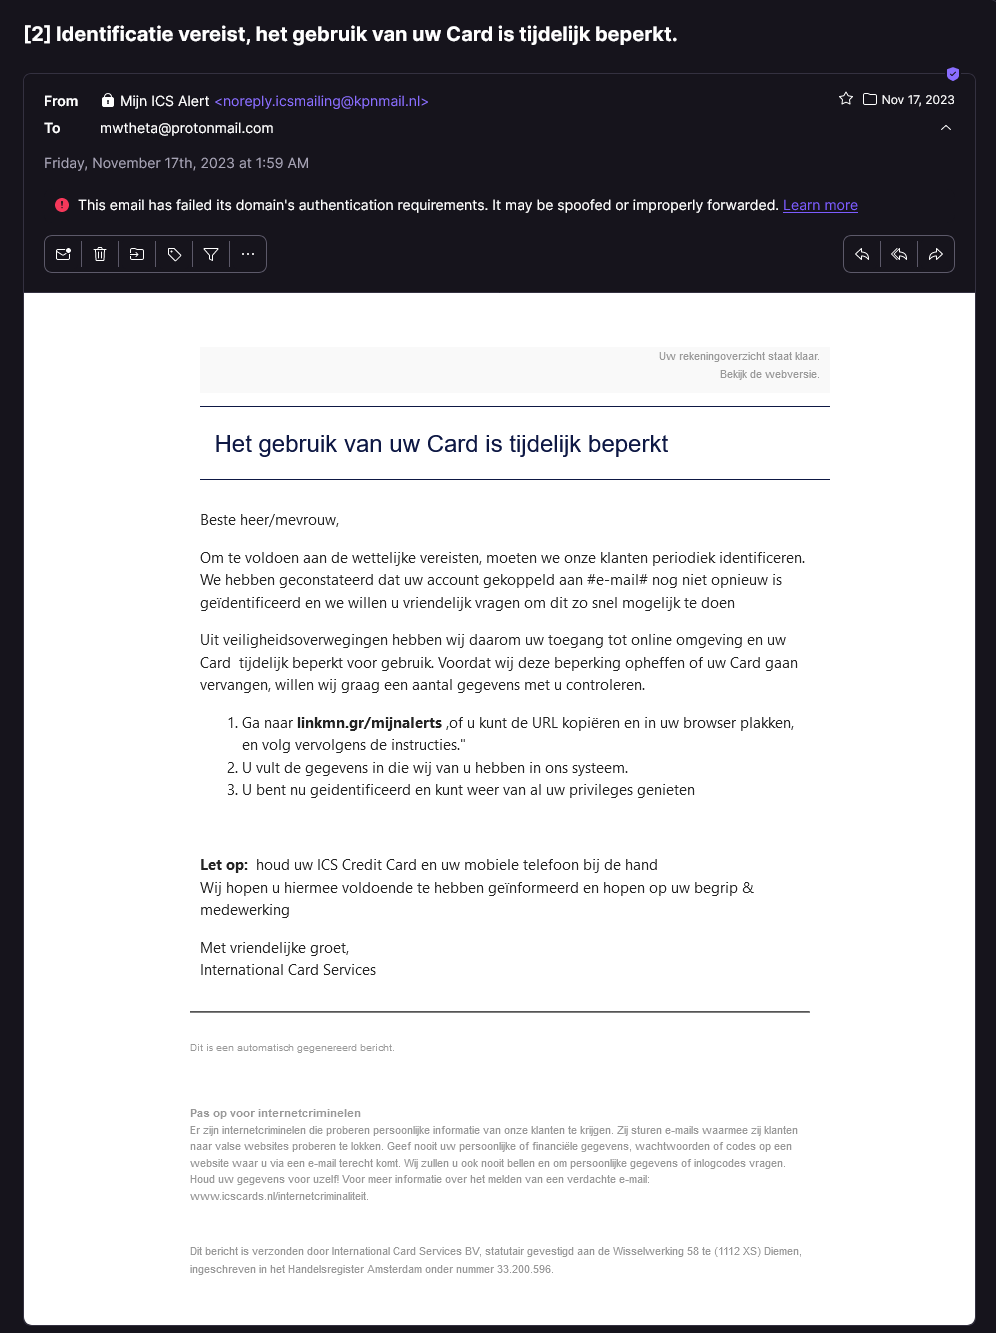 [2] Identificatie vereist, het gebruik van uw Card is tijdelijk beperkt.
From Mijn ICS Alert <noreply.icsmailing@kpnmail.nl> Nov 17, 2023
To mwtheta@protonmail.com
Friday, November 17th, 2023 at 1:59 AM
This email has failed its domain's authentication requirements. It may be spoofed or improperly forwarded. Learn more
Uw rekeningoverzicht staat klaar.
Bekijk de webversie.
Het gebruik van uw Card is tijdelijk beperkt
Beste heer/mevrouw,
Om te voldoen aan de wettelijke vereisten, moeten we onze klanten periodiek identificeren.
We hebben geconstateerd dat uw account gekoppeld aan #e-mail# nog niet opnieuw is
geïdentificeerd en we willen u vriendelijk vragen om dit zo snel mogelijk te doen
Uit veiligheidsoverwegingen hebben wij daarom uw toegang tot online omgeving en uw
Card  tijdelijk beperkt voor gebruik. Voordat wij deze beperking opheffen of uw Card gaan
vervangen, willen wij graag een aantal gegevens met u controleren.
1. Ga naar linkmn.gr/mijnalerts ,of u kunt de URL kopiëren en in uw browser plakken,
en volg vervolgens de instructies."
2. U vult de gegevens in die wij van u hebben in ons systeem.
3. U bent nu geidentificeerd en kunt weer van al uw privileges genieten
Let op:  houd uw ICS Credit Card en uw mobiele telefoon bij de hand
Wij hopen u hiermee voldoende te hebben geïnformeerd en hopen op uw begrip &
medewerking
Met vriendelijke groet,
International Card Services
Dit is een automatisch gegenereerd bericht.
Pas op voor internetcriminelen
Er zijn internetcriminelen die proberen persoonlijke informatie van onze klanten te krijgen. Zij sturen e-mails waarmee zij klanten
naar valse websites proberen te lokken. Geef nooit uw persoonlijke of financiële gegevens, wachtwoorden of codes op een
website waar u via een e-mail terecht komt. Wij zullen u ook nooit bellen en om persoonlijke gegevens of inlogcodes vragen.
Houd uw gegevens voor uzelf! Voor meer informatie over het melden van een verdachte e-mail:
www.icscards.nl/internetcriminaliteit.
Dit bericht is verzonden door International Card Services BV, statutair gevestigd aan de Wisselwerking 58 te (1112 XS) Diemen,
ingeschreven in het Handelsregister Amsterdam onder nummer 33.200.596.